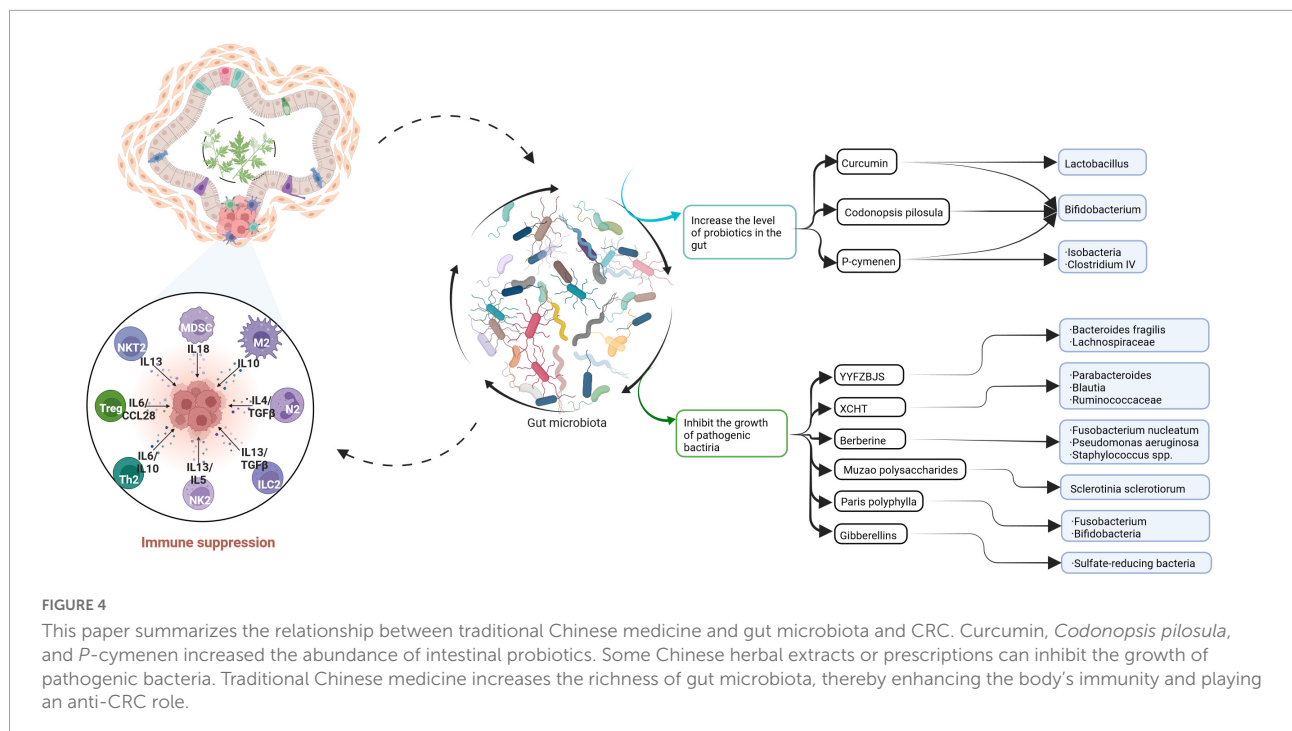 MDSC
NKT2
M2
IL18
IL13
IL10
Treg
IL6/
CCL28
IL4/
TGFβ
N2
IL6/
IL10
IL13/
TGFβ
Th2
IL13/
IL5
NK2
ILC2
Immune suppression
Gut microbiota
Increase the level
of probiotics in the
gut
Curcumin
Codonopsis pilosula
P-cymenen
Lactobacillus
Bifidobacterium
·Isobacteria
·Clostridium IV
Inhibit the growth
of pathogenic
bactiria
YYFZBJS
XCHT
Berberine
Muzao polysaccharides
Paris polyphylla
Gibberellins
·Bacteroides fragilis
·Lachnospiraceae
·Parabacteroides
·Blautia
·Ruminococcaceae
·Fusobacterium nucleatum
·Pseudomonas aeruginosa
·Staphylococcus spp.
Sclerotinia sclerotiorum
·Fusobacterium
·Bifidobacteria
·Sulfate-reducing bacteria
FIGURE 4
This paper summarizes the relationship between traditional Chinese medicine and gut microbiota and CRC. Curcumin, Codonopsis pilosula,
and P-cymenen increased the abundance of intestinal probiotics. Some Chinese herbal extracts or prescriptions can inhibit the growth of
pathogenic bacteria. Traditional Chinese medicine increases the richness of gut microbiota, thereby enhancing the body's immunity and playing
an anti-CRC role.